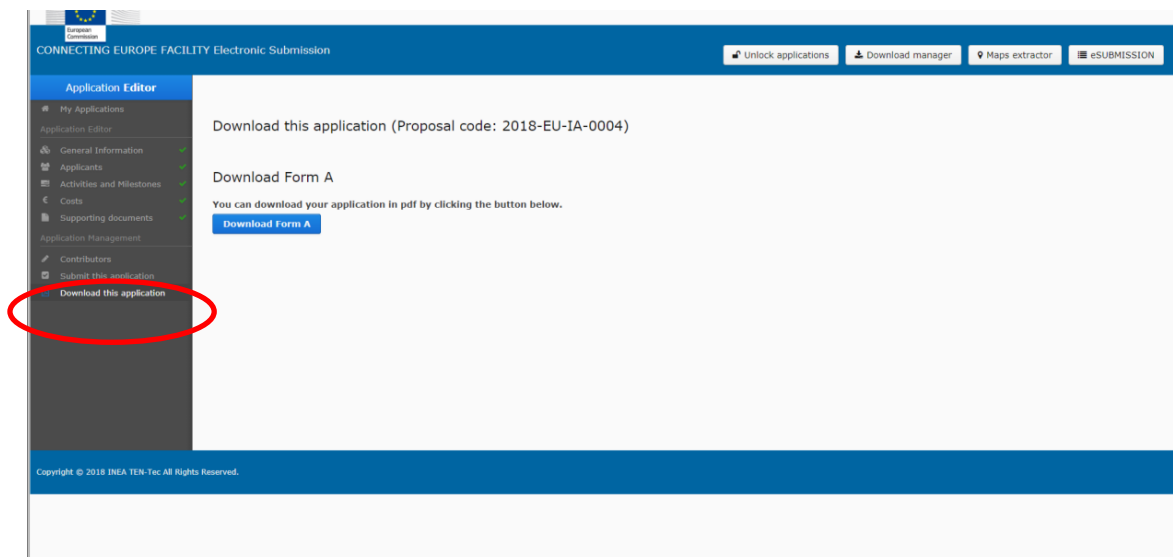 European
Commission
CONNECTING EUROPE FACILITY Electronic Submission
Unlock applications
Download manager
Maps extractor
eSUBMISSION
Application Editor
My Applications
Application Editor
General Information
Applicants
Activities and Milestones
€ Costs
Supporting documents
Application Management
Contributors
Submit this application
Download this application
Download this application (Proposal code: 2018-EU-IA-0004)
Download Form A
You can download your application in pdf by clicking the button below.
Download Form A
Copyright © 2018 INEA TEN-Tec All Rights Reserved.